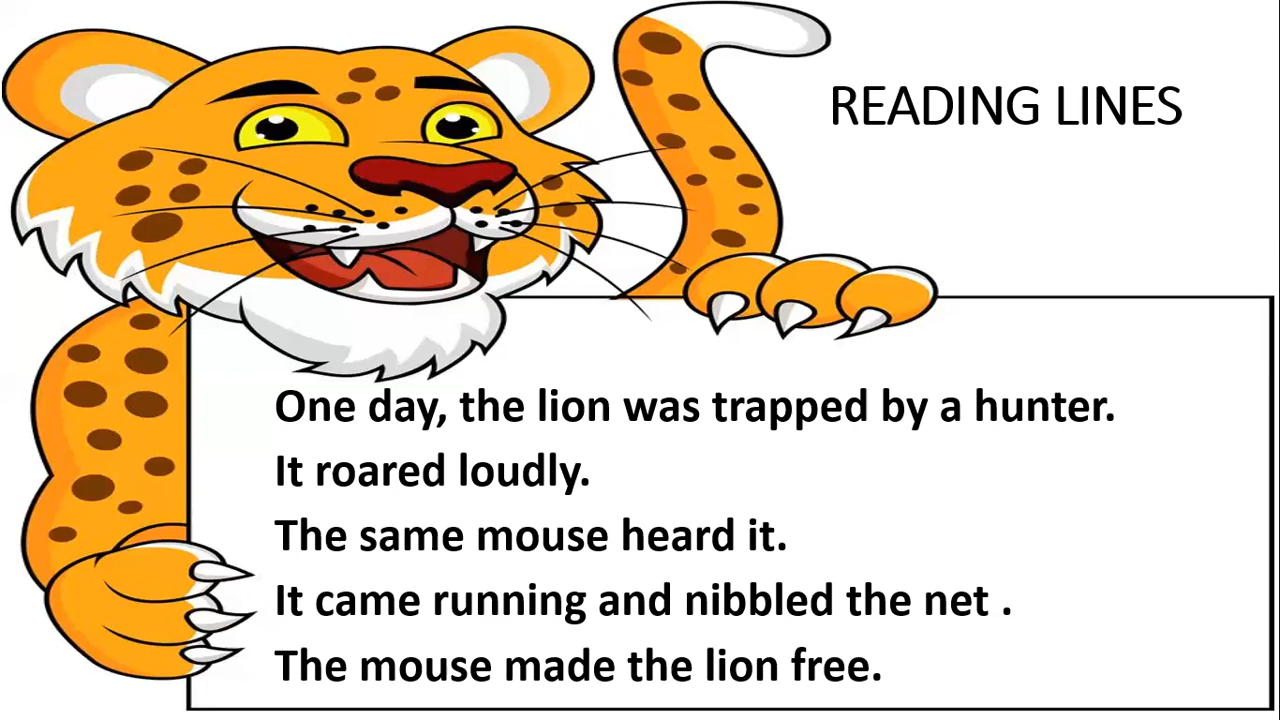 READING LINES
One day, the lion was trapped by a hunter.
It roared loudly.
The same mouse heard it.
It came running and nibbled the net .
The mouse made the lion free.